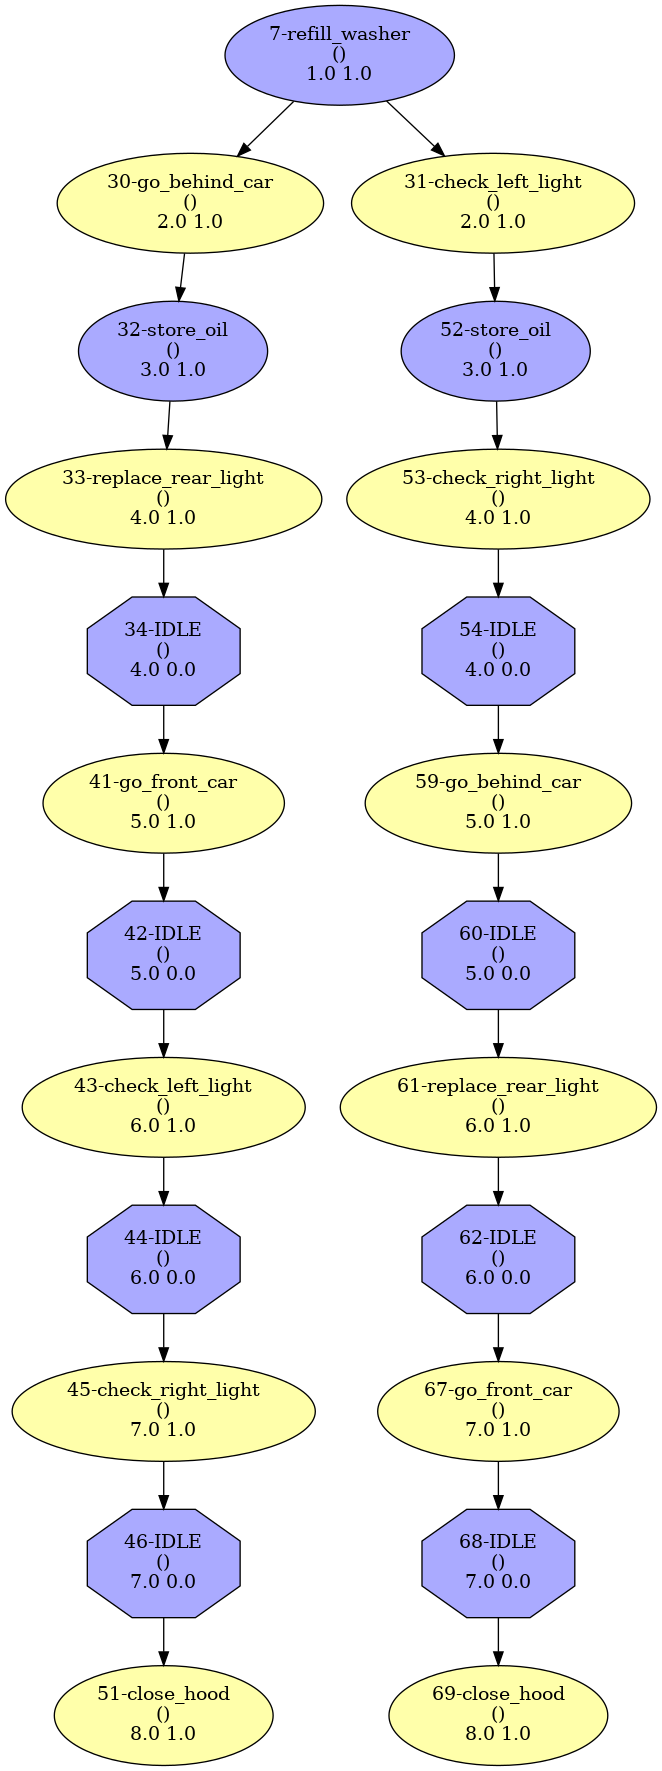 7-refill_washer
()
1.0 1.0
30-go_behind_car
()
2.0 1.0
31-check_left_light
()
2.0 1.0
32-store_oil
()
3.0 1.0
52-store_oil
()
3.0 1.0
33-replace_rear_light
()
4.0 1.0
53-check_right_light
()
4.0 1.0
34-IDLE
()
4.0 0.0
54-IDLE
()
4.0 0.0
41-go_front_car
()
5.0 1.0
59-go_behind_car
()
5.0 1.0
42-IDLE
()
5.0 0.0
60-IDLE
()
5.0 0.0
43-check_left_light
()
6.0 1.0
61-replace_rear_light
()
6.0 1.0
44-IDLE
()
6.0 0.0
62-IDLE
()
6.0 0.0
45-check_right_light
()
7.0 1.0
67-go_front_car
()
7.0 1.0
46-IDLE
()
7.0 0.0
68-IDLE
()
7.0 0.0
51-close_hood
()
8.0 1.0
69-close_hood
()
8.0 1.0